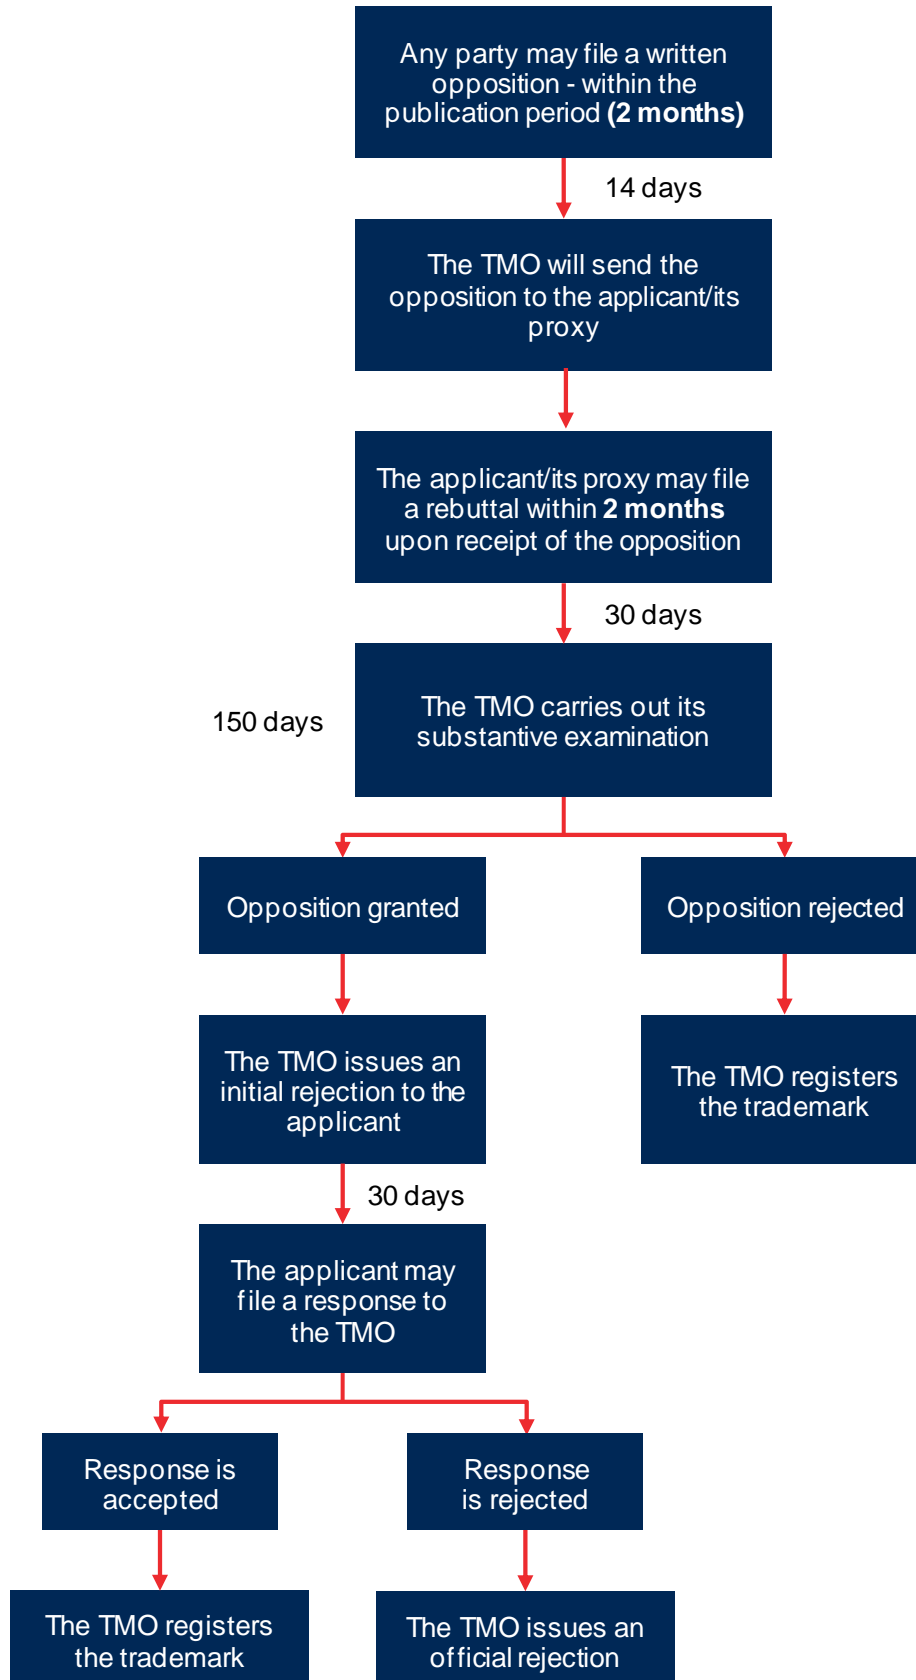 Any party may file a written
opposition - within the
publication period (2 months)
14 days
The TMO will send the
opposition to the applicant/its
proxy
The applicant/its proxy may file
a rebuttal within 2 months
upon receipt of the opposition
30 days
150 days
The TMO carries out its
substantive examination
Opposition granted
Opposition rejected
The TMO issues an
initial rejection to the
applicant
The TMO registers
the trademark
30 days
The applicant may
file a response to
the TMO
Response is
accepted
Response
is rejected
The TMO registers
the trademark
The TMO issues an
official rejection